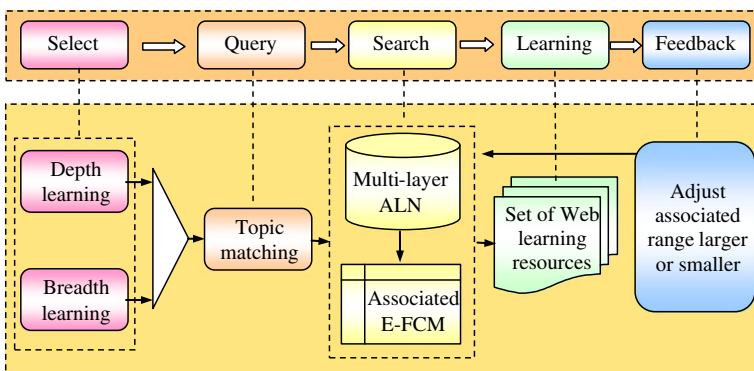 Select
Query
Search
Learning
Feedback
Depth
learning
Breadth
learning
Topic
matching
Multi-layer
ALN
Associated
E-FCM
Set of Web
learning
resources
Adjust
associated
range larger
or smaller